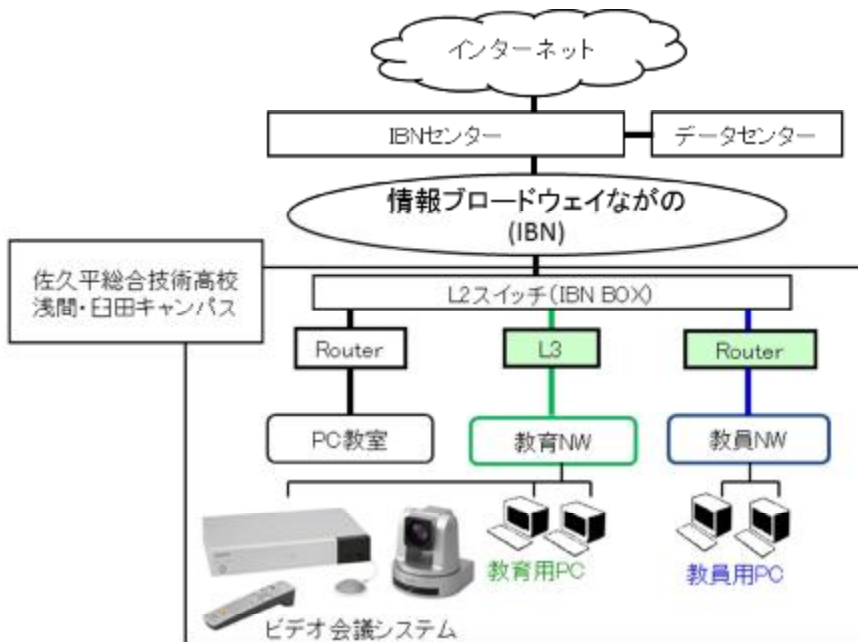 インターネット
IBNセンター
データセンター
情報ブロードウェイながの
(IBN)
佐久平総合技術高校
浅間・臼田キャンパス
L2スイッチ(IBN BOX)
Router
L3
Router
PC教室
教育NW
教員NW
教育用PC
教員用PC
ビデオ会議システム